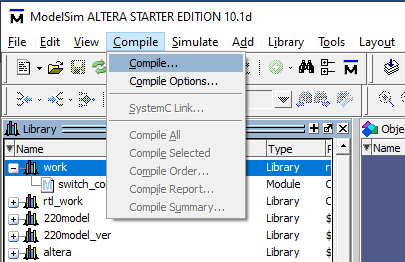 ModelSim ALTERA STARTER EDITION 10.1d
File Edit View Compile Simulate Add Library Tools Layout
Compile...
Compile Options...
SystemC Link...
Compile All
Compile Selected
Compile Order...
Compile Report...
Compile Summary...
Library
Name Type
work Library
switch_co Module
rtl_work Library
220model Library
220model_ver Library
altera Library
Obje
Name